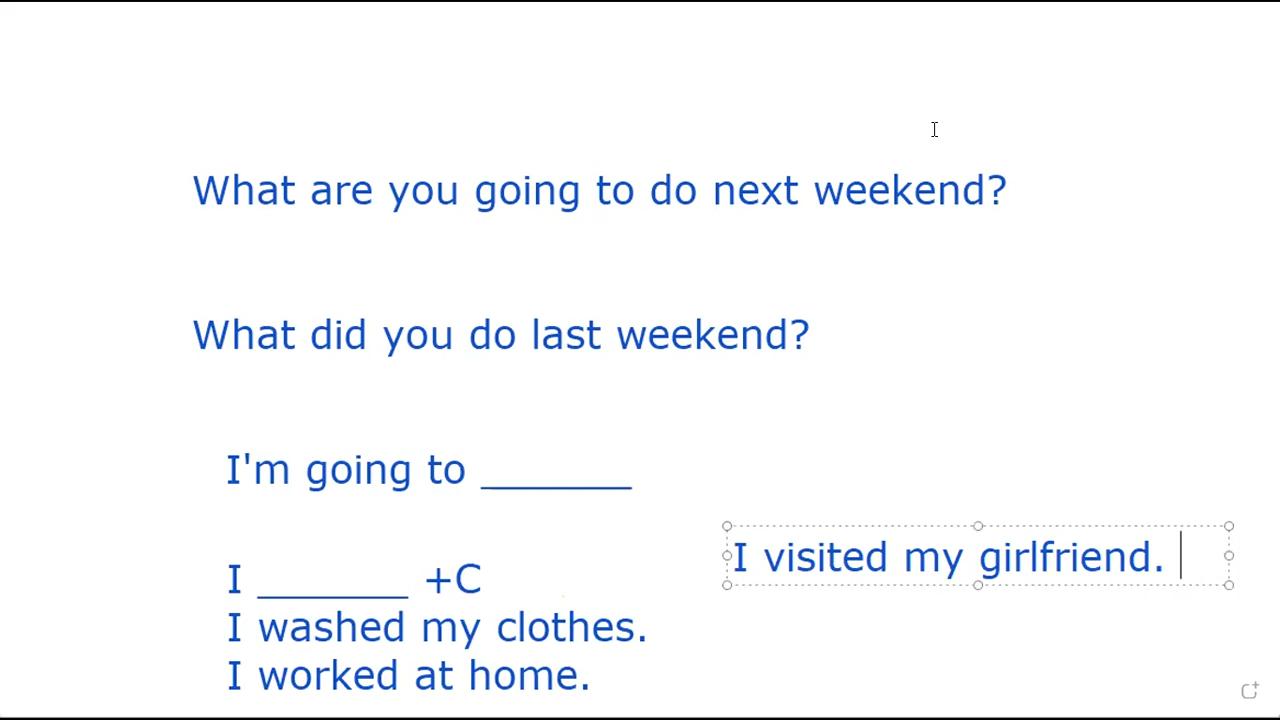 What are you going to do next weekend?
What did you do last weekend?
I'm going to _______
I visited my girlfriend.
I _______ +C
I washed my clothes.
I worked at home.